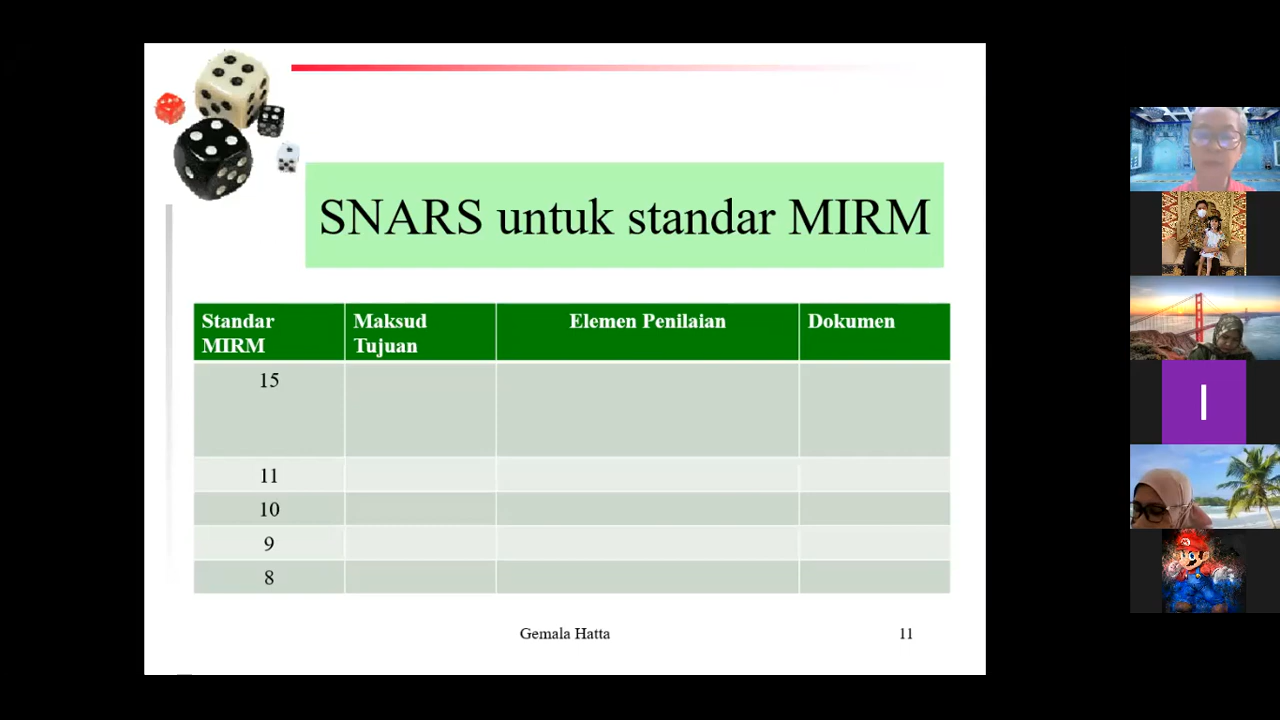 SNARS untuk standar MIRM
Standar MIRM
Maksud Tujuan
Elemen Penilaian
Dokumen
15
11
10
9
8
Gemala Hatta
11
I